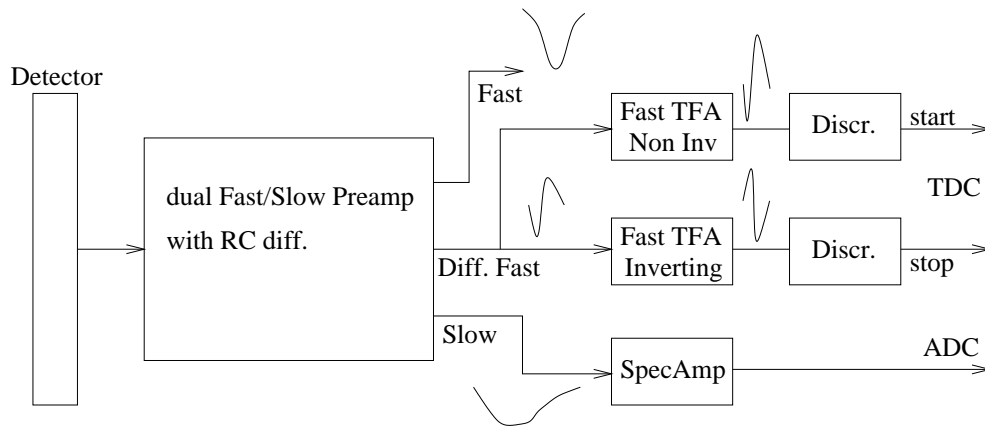 Detector
Fast
dual Fast/Slow Preamp
with RC diff.
Diff. Fast
Slow
Fast TFA
Non Inv
Discr.
start
TDC
Fast TFA
Inverting
Discr.
stop
SpecAmp
ADC